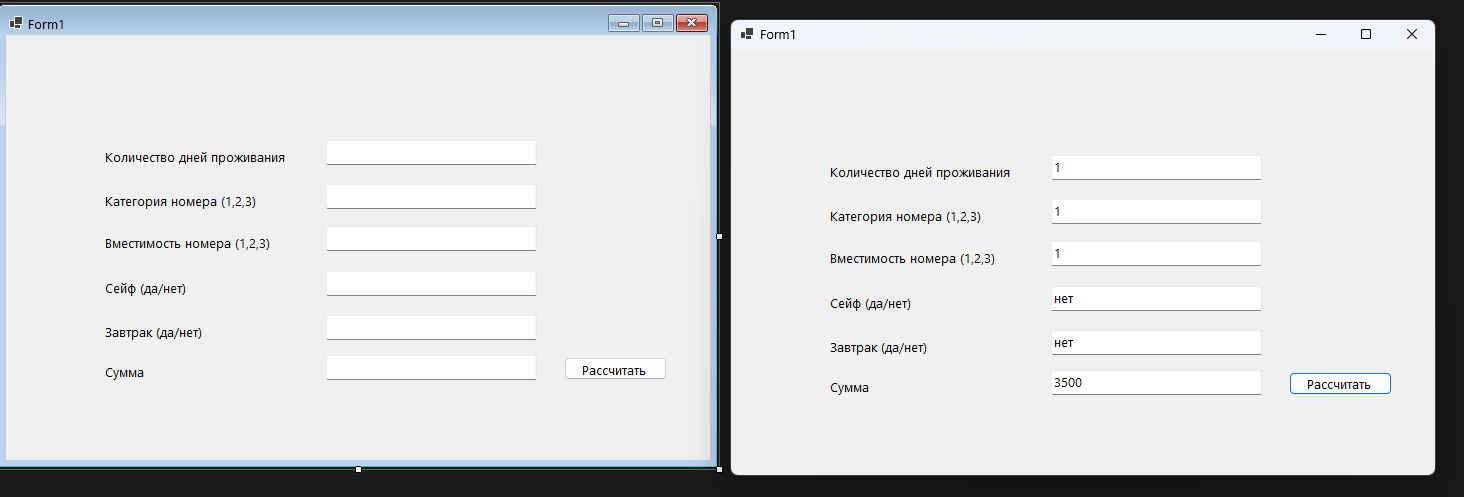 Form1
Количество дней проживания
Категория номера (1,2,3)
Вместимость номера (1,2,3)
Сейф (да/нет)
Завтрак (да/нет)
Сумма
Рассчитать
Form1
Количество дней проживания 1
Категория номера (1,2,3) 1
Вместимость номера (1,2,3) 1
Сейф (да/нет) нет
Завтрак (да/нет) нет
Сумма 3500 Рассчитать